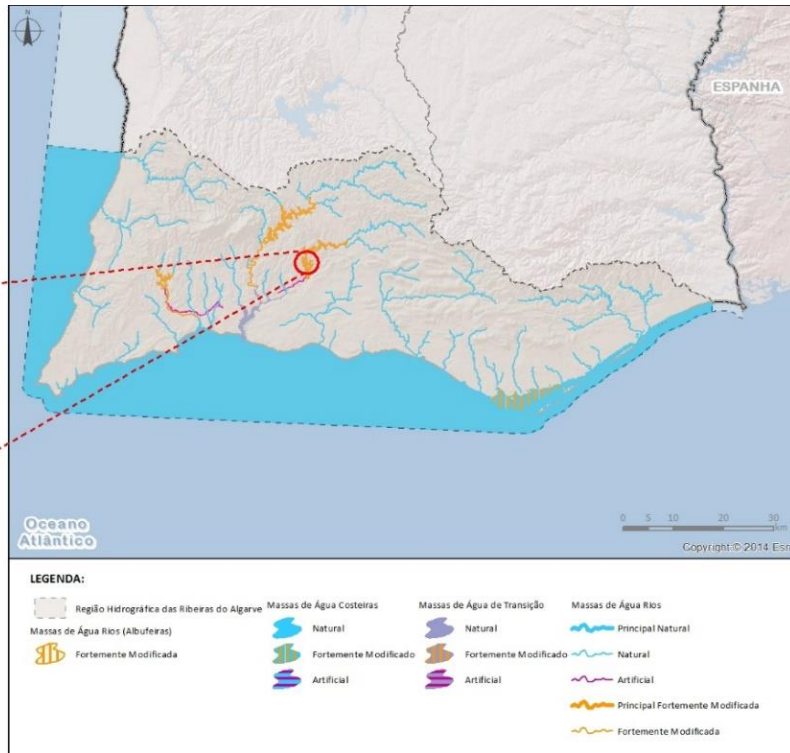 N
ESPANHA
Oceano
Atlântico
0 5 10 20 30
km
Copyright © 2014 Esri
LEGENDA:
Região Hidrográfica das Ribeiras do Algarve
Massas de Água Rios (Albufeiras)
Fortemente Modificada
Massas de Água Costeiras
Natural
Fortemente Modificado
Artificial
Massas de Água de Transição
Natural
Fortemente Modificado
Artificial
Massas de Água Rios
Principal Natural
Natural
Artificial
Principal Fortemente Modificada
Fortemente Modificada